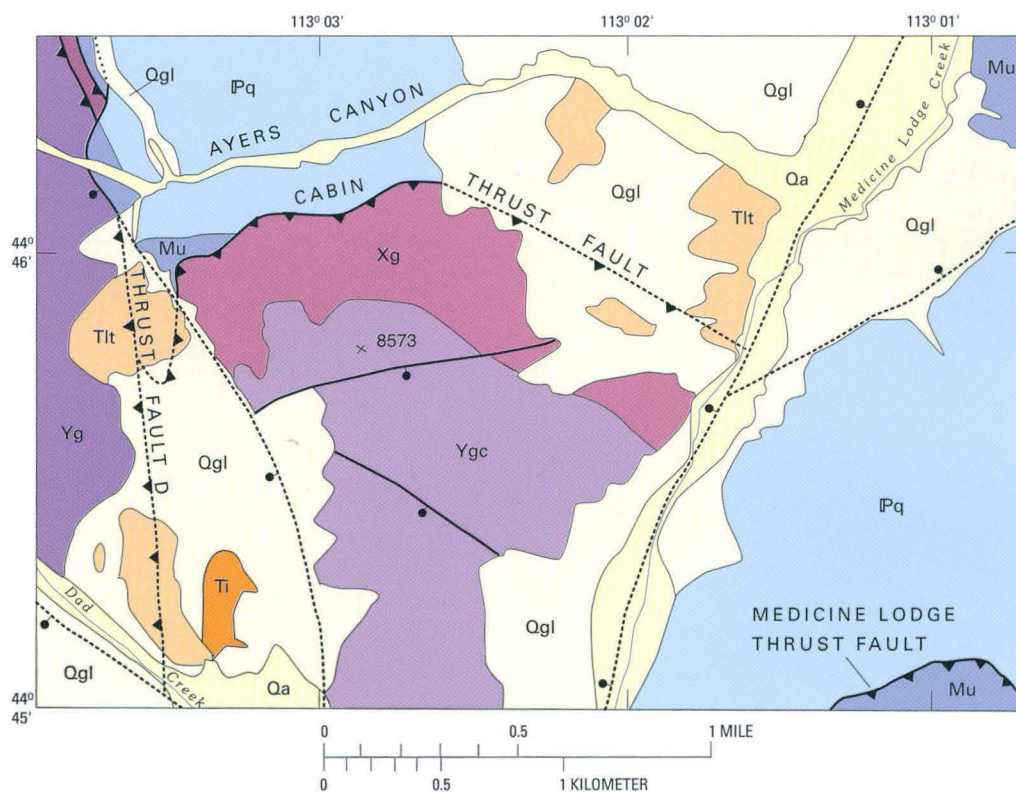 113° 03'
113° 02'
113° 01'
Qgl
ℙq
AYERS CANYON
Qgl
Medicine Lodge Creek
Mu
CABIN THRUST FAULT
Qgl
Qa
Tlt
Qgl
44°
46'
Mu
Xg
THRUST FAULT D
Tlt
8573
Yg
Ygc
Qgl
ℙq
Ti
Dad Creek
Qgl
MEDICINE LODGE
THRUST FAULT
Qgl
Qa
Mu
44°
45'
0 0.5 1 MILE
0 0.5 1 KILOMETER